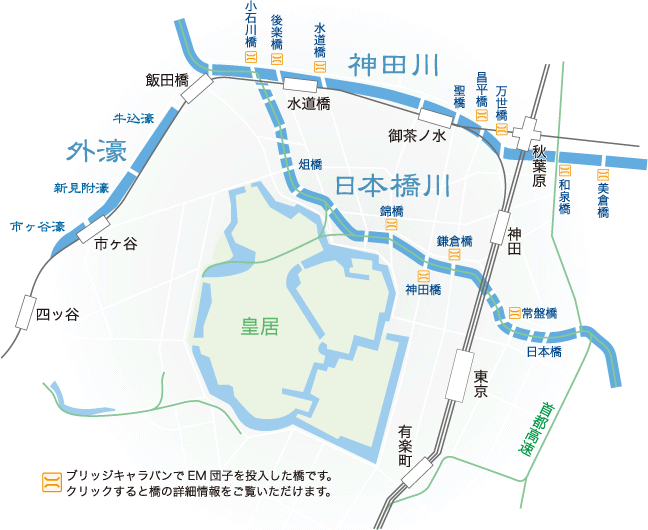 小石川橋
後楽橋
水道橋
神田川
飯田橋
水道橋
昌平橋
万世橋
聖橋
御茶ノ水
秋葉原
牛込濠
外濠
俎橋
新見附濠
日本橋川
和泉橋
美倉橋
市ヶ谷濠
市ヶ谷
錦橋
鎌倉橋
神田
神田橋
四ッ谷
皇居
常盤橋
日本橋
東京
首都高速
有楽町
ブリッジキャラバンでEM団子を投入した橋です。
クリックすると橋の詳細情報をご覧いただけます。